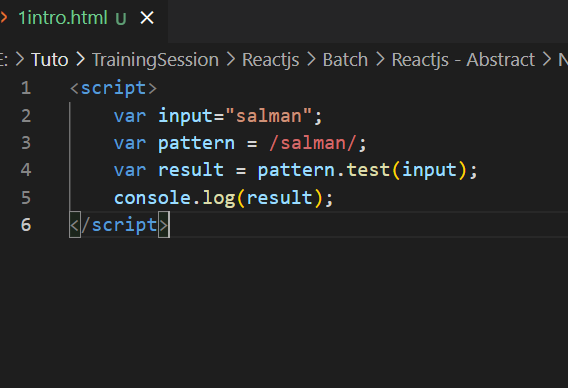 1intro.html U ×
E: > Tuto > TrainingSession > Reactjs > Batch > Reactjs - Abstract > N
1 <script>
2     var input="salman";
3     var pattern = /salman/;
4     var result = pattern.test(input);
5     console.log(result);
6 </script>